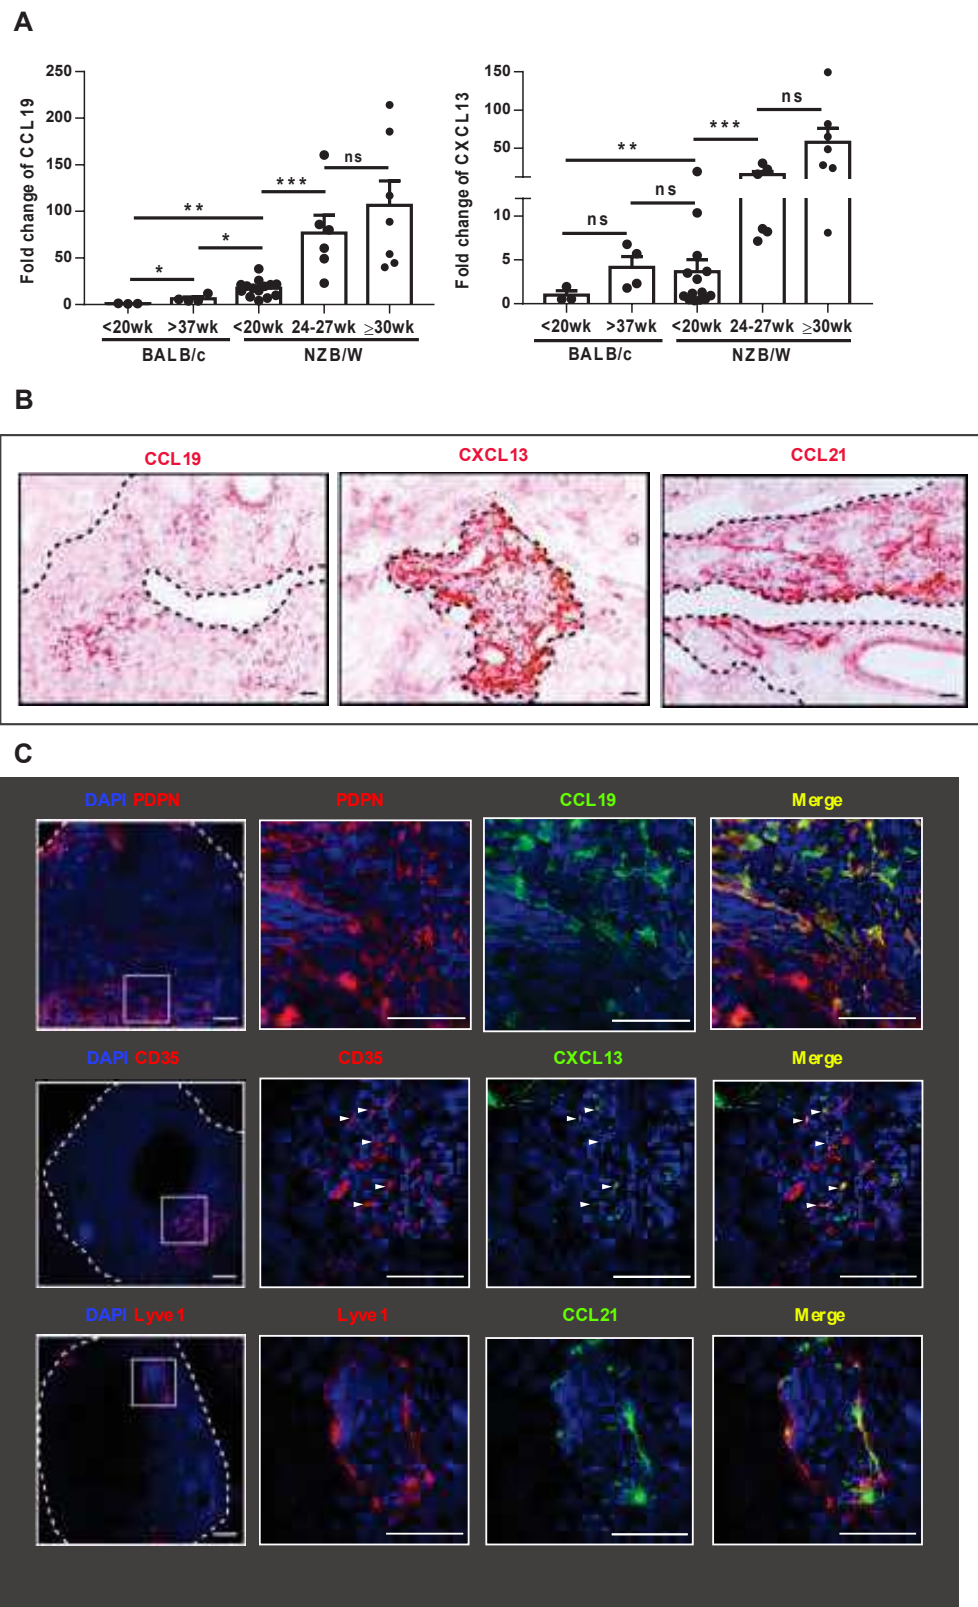 A
Fold change of CCL19
250
200
150
100
50
0
*
**
*
***
ns
<20wk >37wk <20wk 24-27wk ≥30wk
BALB/c NZB/W
Fold change of CXCL13
150
100
50
10
5
0
ns
**
ns
***
ns
<20wk >37wk <20wk 24-27wk ≥30wk
BALB/c NZB/W
B
CCL19 CXCL13 CCL21
C
DAPI PDPN PDPN CCL19 Merge
DAPI CD35 CD35 CXCL13 Merge
DAPI Lyve1 Lyve1 CCL21 Merge